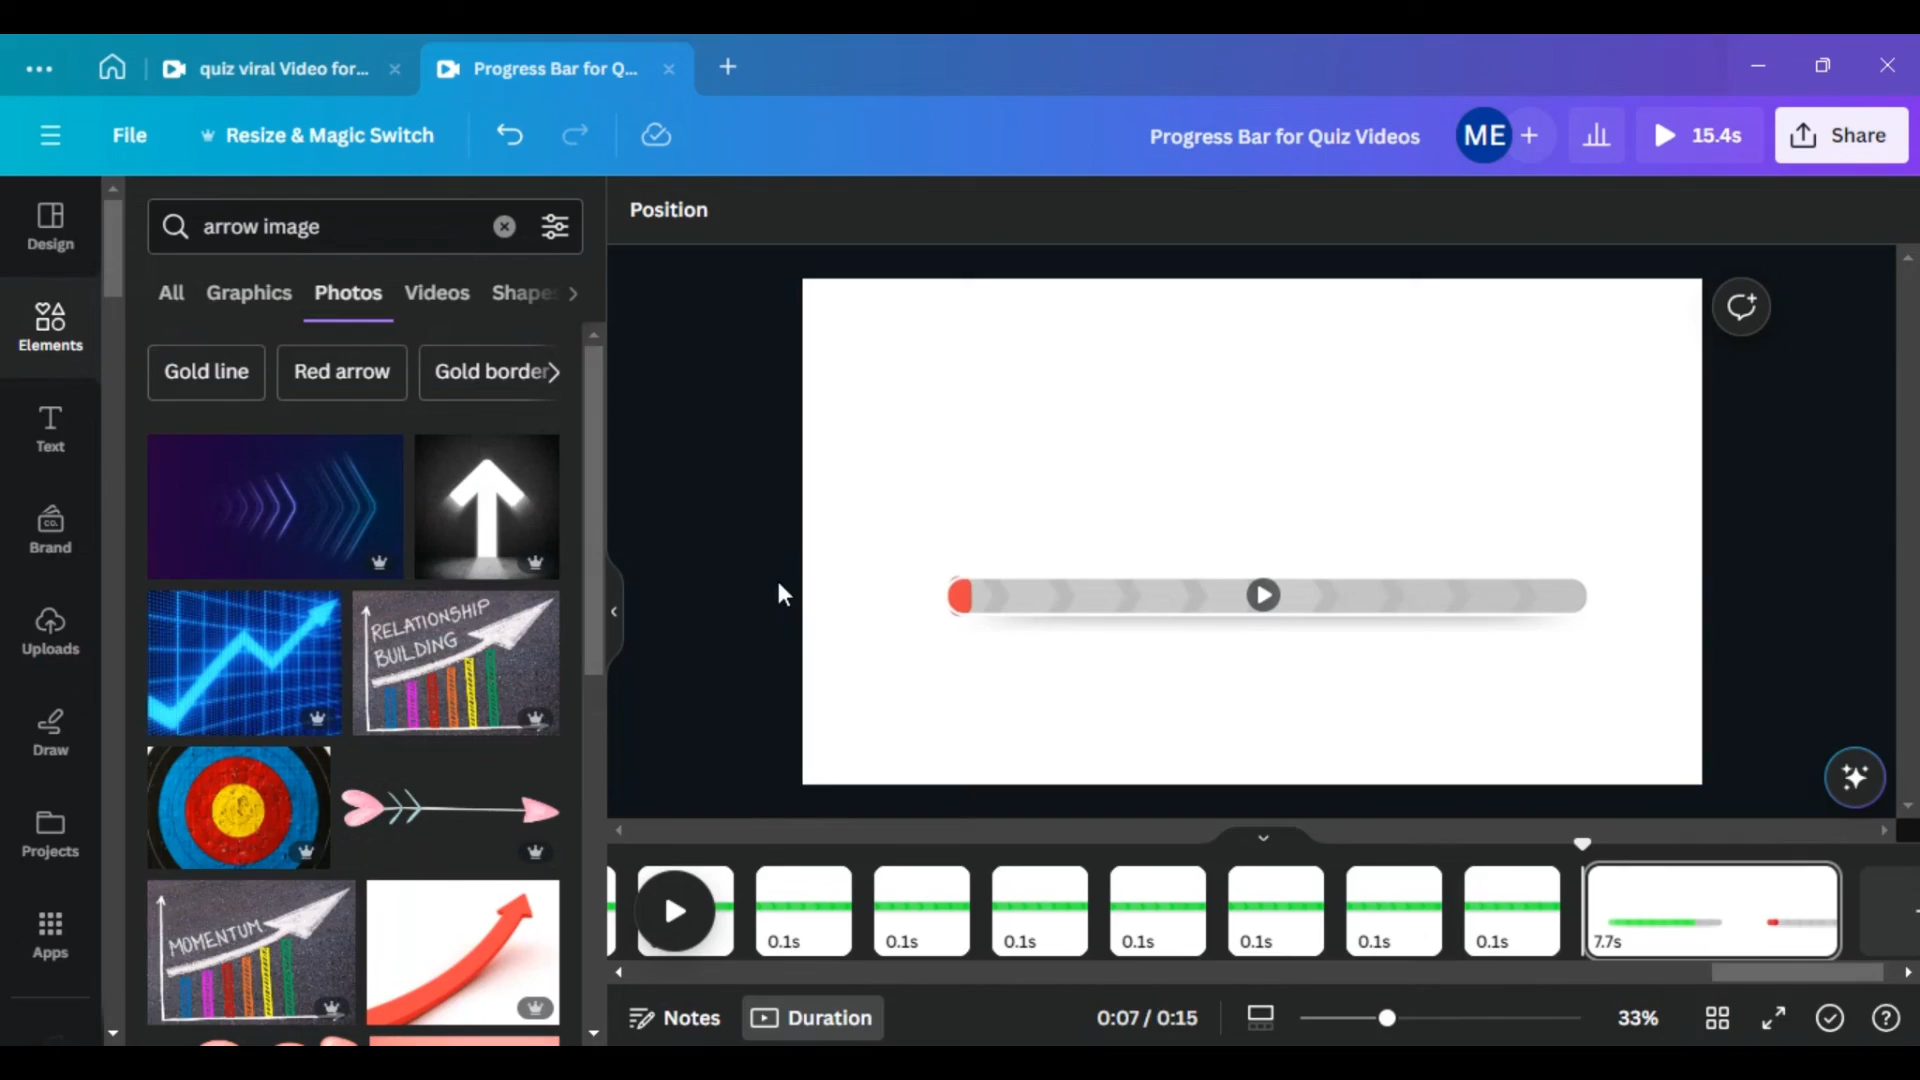 quiz viral Video for...
Progress Bar for Q...
File
Resize & Magic Switch
Progress Bar for Quiz Videos
ME
15.4s
Share
Design
Elements
Text
Brand
Uploads
Draw
Projects
Apps
arrow image
All
Graphics
Photos
Videos
Shapes
Gold line
Red arrow
Gold border
RELATIONSHIP
BUILDING
MOMENTUM
CO.
Position
0.1s
0.1s
0.1s
0.1s
0.1s
0.1s
0.1s
7.7s
Notes
Duration
0:07 / 0:15
33%